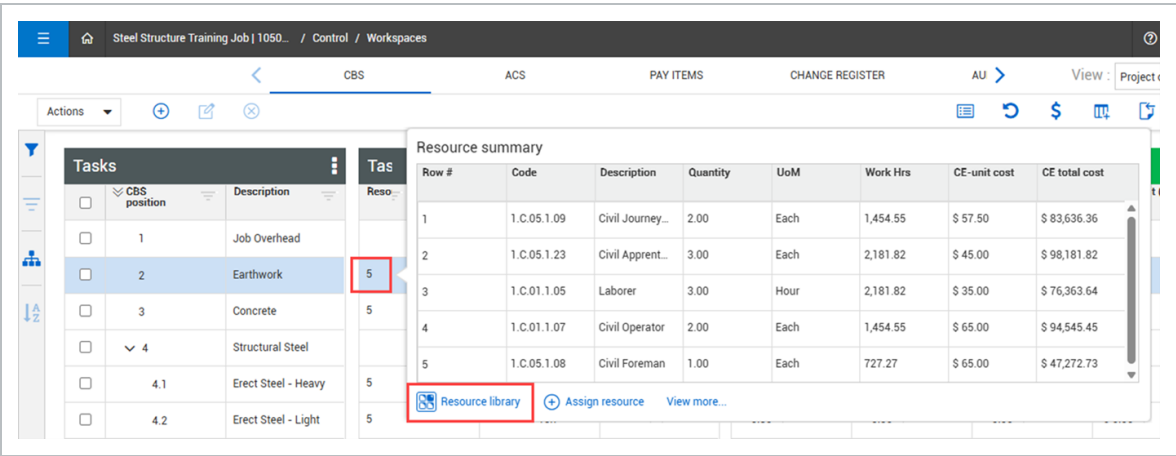 Steel Structure Training Job | 1050... / Control / Workspaces
CBS ACS PAY ITEMS CHANGE REGISTER AU View : Project
Actions
Tasks Tas
CBS position Description Reso
1 Job Overhead
2 Earthwork 5
3 Concrete 5
4 Structural Steel
4.1 Erect Steel - Heavy 5
4.2 Erect Steel - Light 5
Resource summary
Row # Code Description Quantity UoM Work Hrs CE-unit cost CE total cost
1 1.C.05.1.09 Civil Journey... 2.00 Each 1,454.55 $ 57.50 $ 83,636.36
2 1.C.05.1.23 Civil Apprent... 3.00 Each 2,181.82 $ 45.00 $ 98,181.82
3 1.C.01.1.05 Laborer 3.00 Hour 2,181.82 $ 35.00 $ 76,363.64
4 1.C.01.1.07 Civil Operator 2.00 Each 1,454.55 $ 65.00 $ 94,545.45
5 1.C.05.1.08 Civil Foreman 1.00 Each 727.27 $ 65.00 $ 47,272.73
Resource library Assign resource View more...